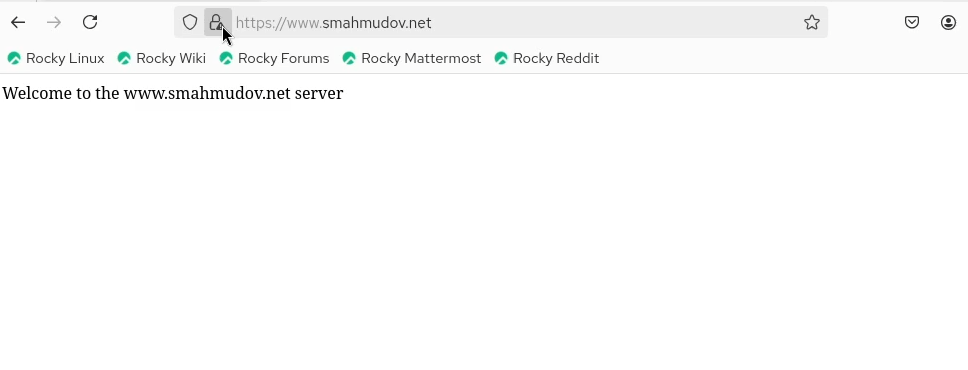 https://www.smahmudov.net
Rocky Linux Rocky Wiki Rocky Forums Rocky Mattermost Rocky Reddit
Welcome to the www.smahmudov.net server